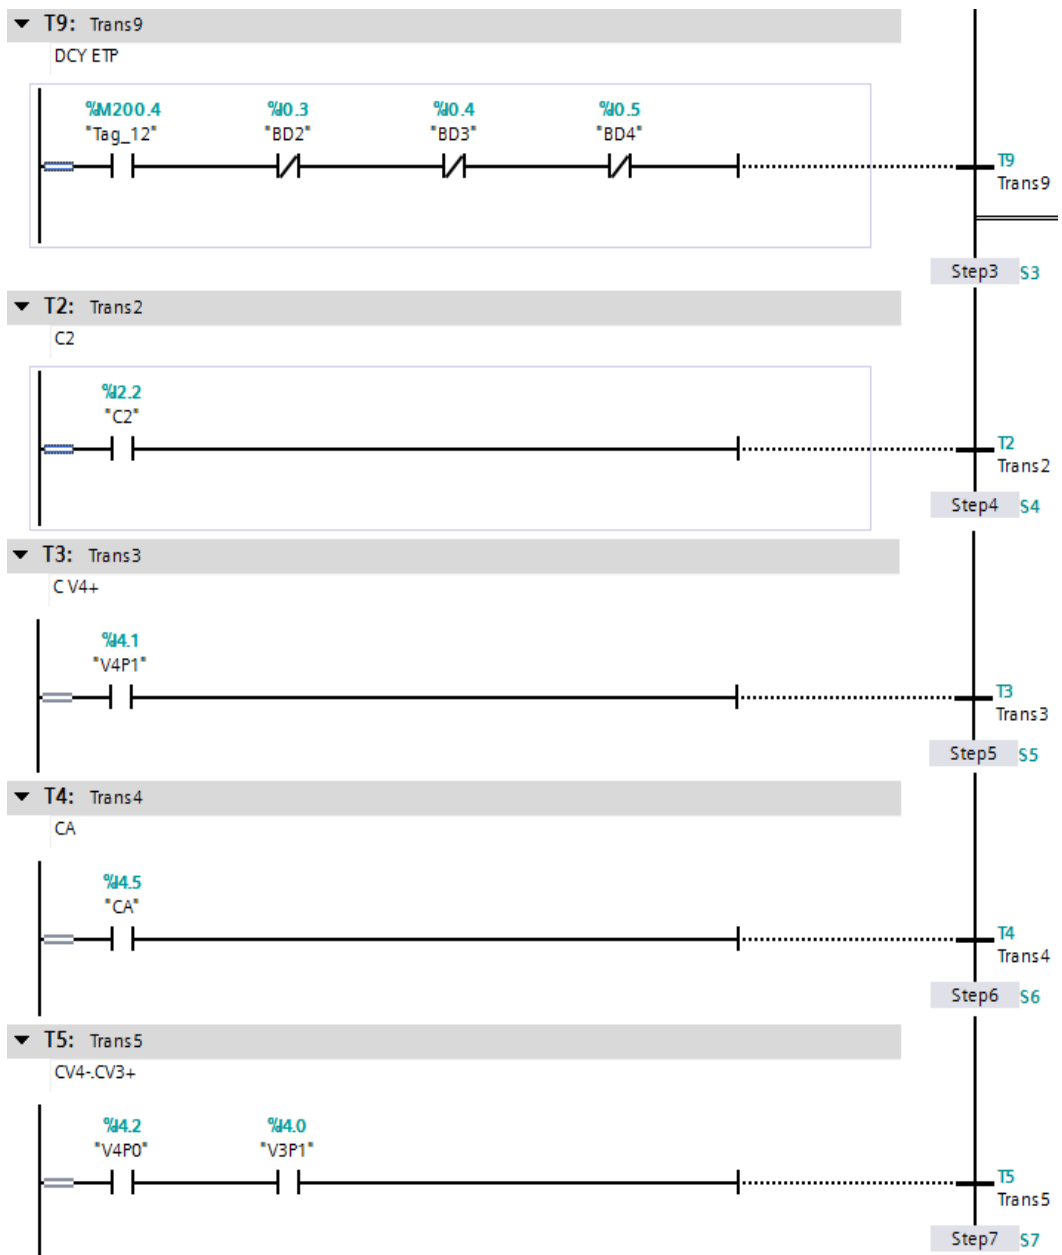 T9: Trans9
DCY ETP
%M200.4 %I0.3 %I0.4 %I0.5
"Tag_12" "BD2" "BD3" "BD4"
T9
Trans9
Step3 S3
T2: Trans2
C2
%I2.2
"C2"
T2
Trans2
Step4 S4
T3: Trans3
C V4+
%I4.1
"V4P1"
T3
Trans3
Step5 S5
T4: Trans4
CA
%I4.5
"CA"
T4
Trans4
Step6 S6
T5: Trans5
CV4-.CV3+
%I4.2 %I4.0
"V4P0" "V3P1"
T5
Trans5
Step7 S7